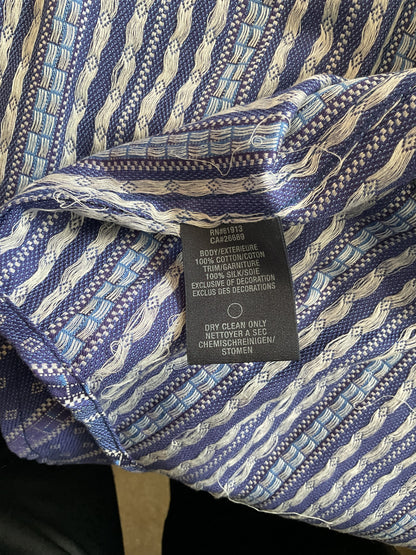 RN#61913
CA#26669
BODY/EXTERIEURE
100% COTTON/COTON
TRIM/GARNITURE
100% SILK/SOIE
EXCLUSIVE OF DECORATION
EXCLUS DES DECORATIONS
DRY CLEAN ONLY
NETTOYER A SEC
CHEMISCHREINIGEN/
STOMEN